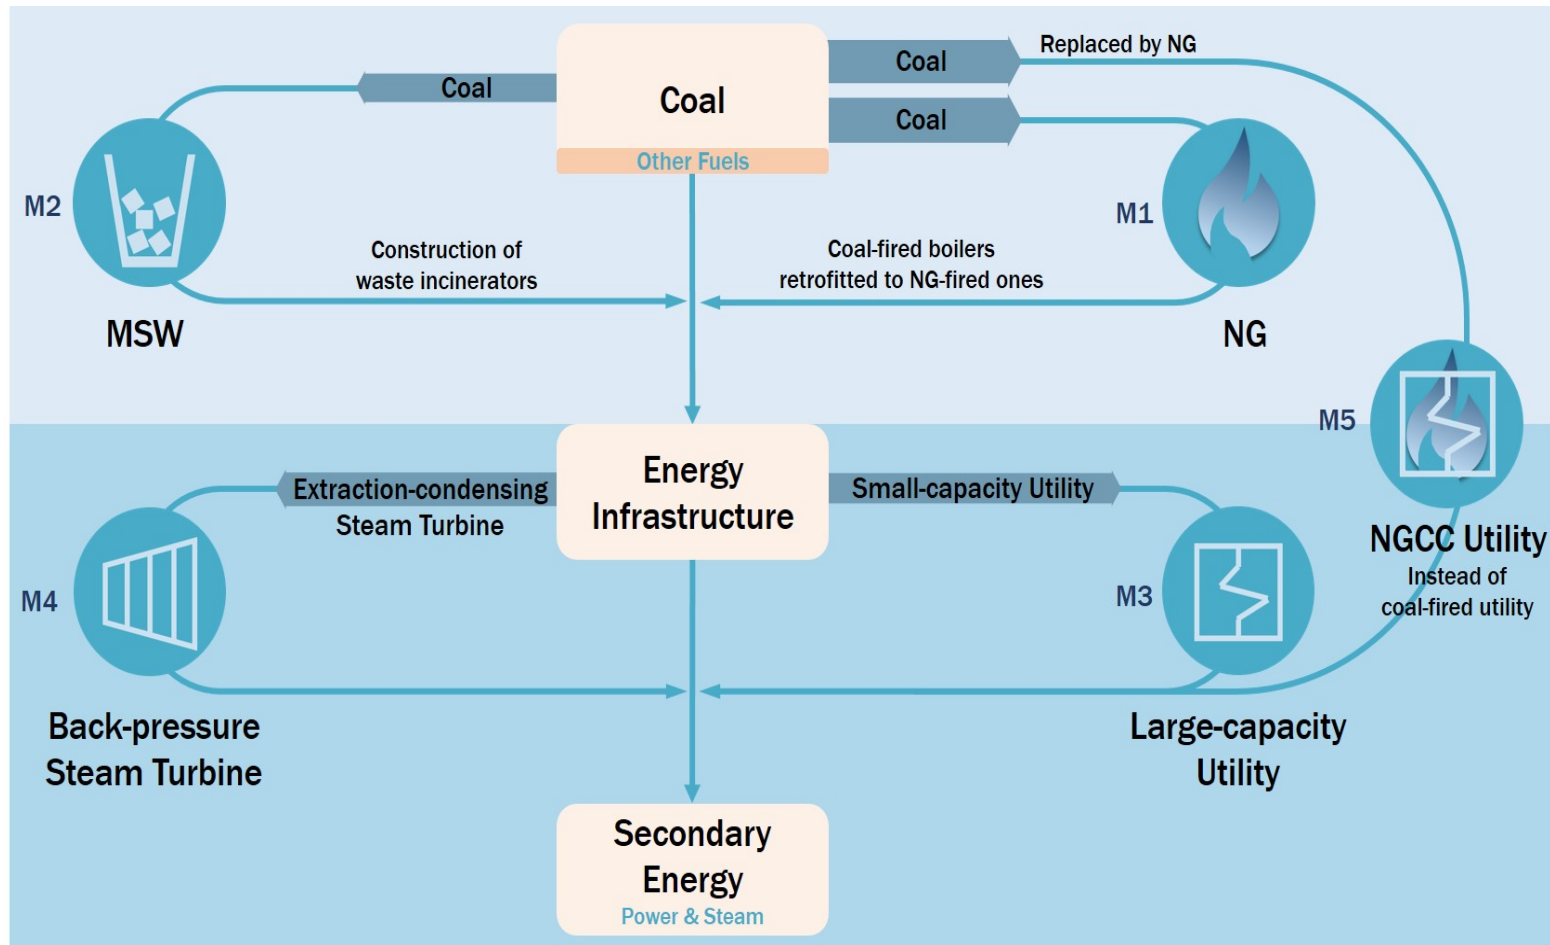 Coal
Replaced by NG
Coal
Coal
Coal
Other Fuels
M2
M1
Construction of
waste incinerators
Coal-fired boilers
retrofitted to NG-fired ones
MSW
NG
M5
Extraction-condensing
Steam Turbine
Energy
Infrastructure
Small-capacity Utility
NGCC Utility
Instead of
coal-fired utility
M4
M3
Back-pressure
Steam Turbine
Large-capacity
Utility
Secondary
Energy
Power & Steam